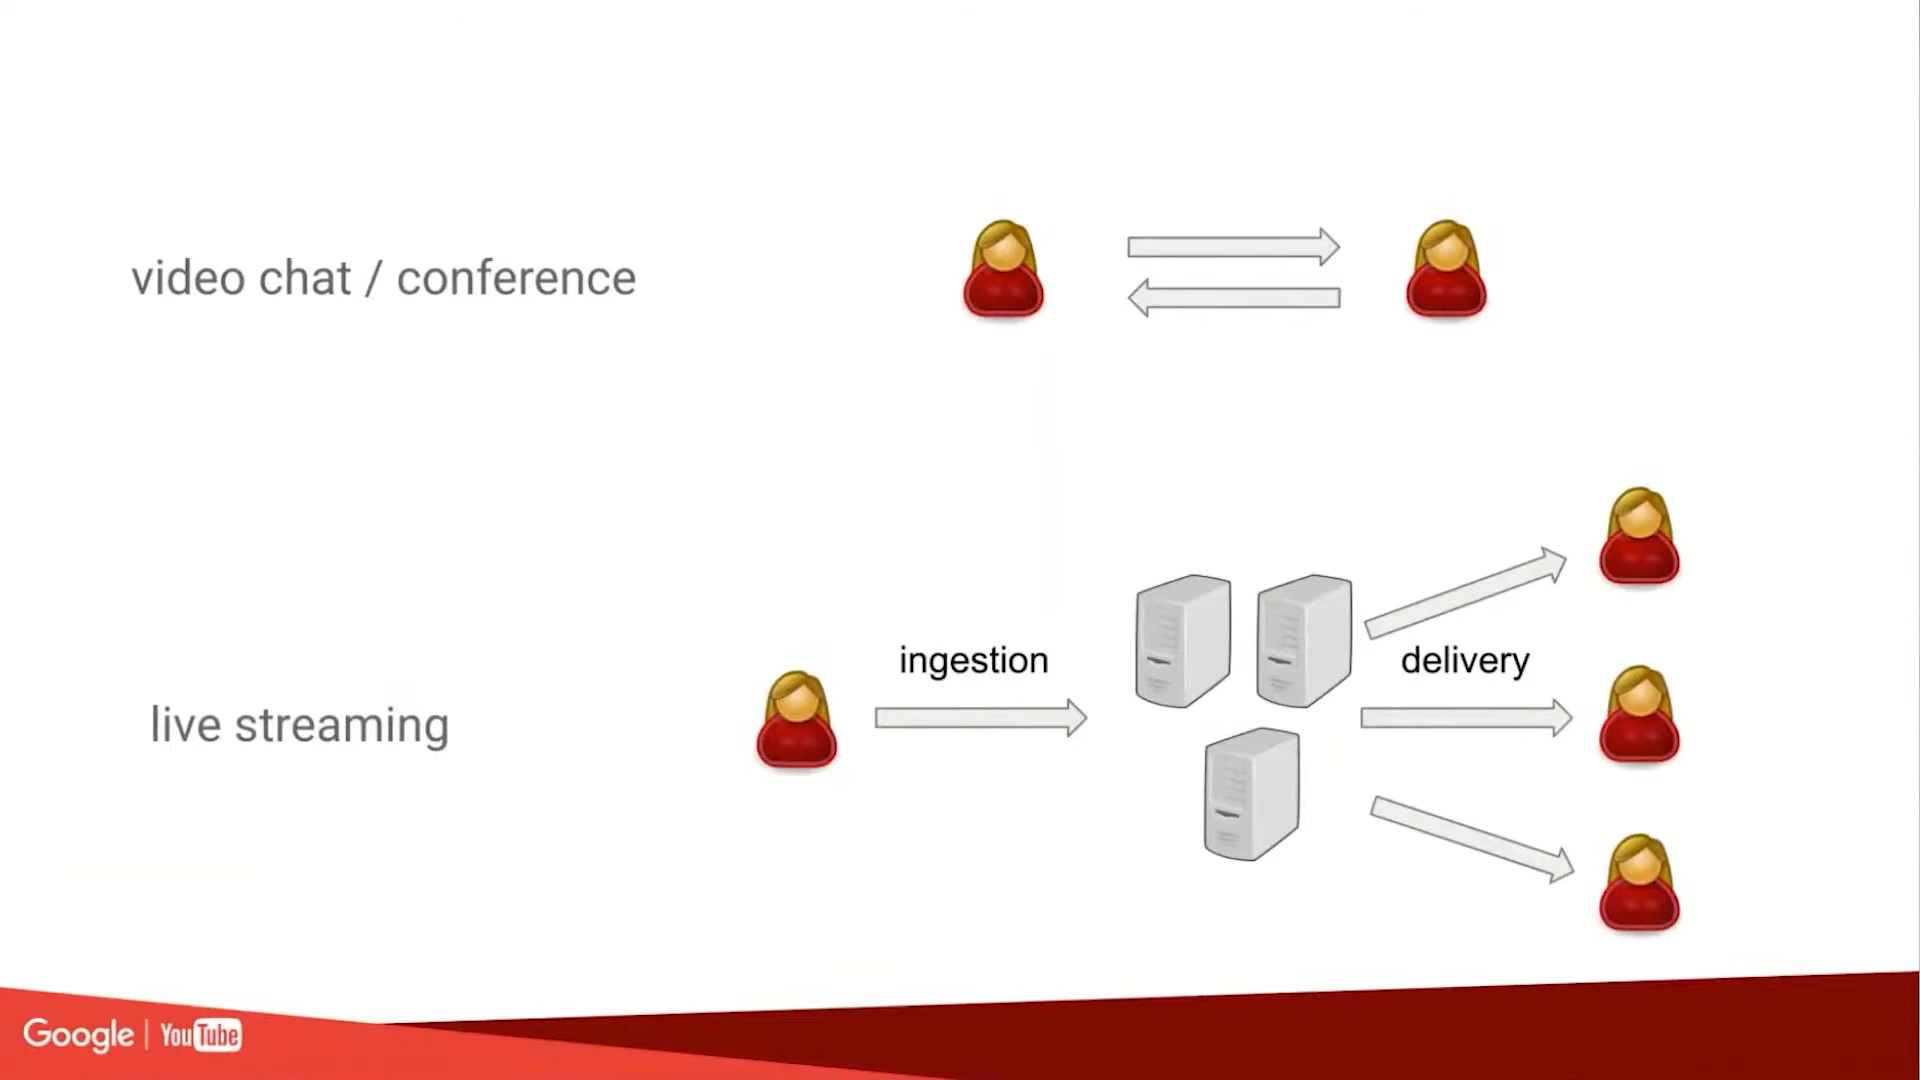 video chat / conference
ingestion
delivery
live streaming
Google | YouTube